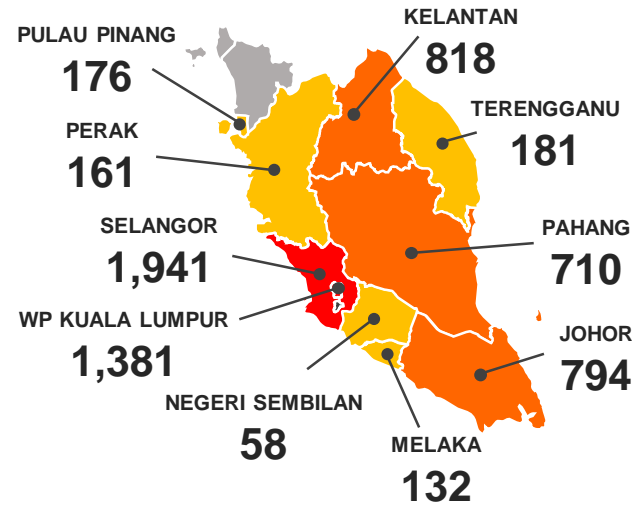 KELANTAN
818
PULAU PINANG
176
TERENGGANU
181
PERAK
161
SELANGOR
1,941
PAHANG
710
WP KUALA LUMPUR
1,381
JOHOR
794
NEGERI SEMBILAN
58
MELAKA
132